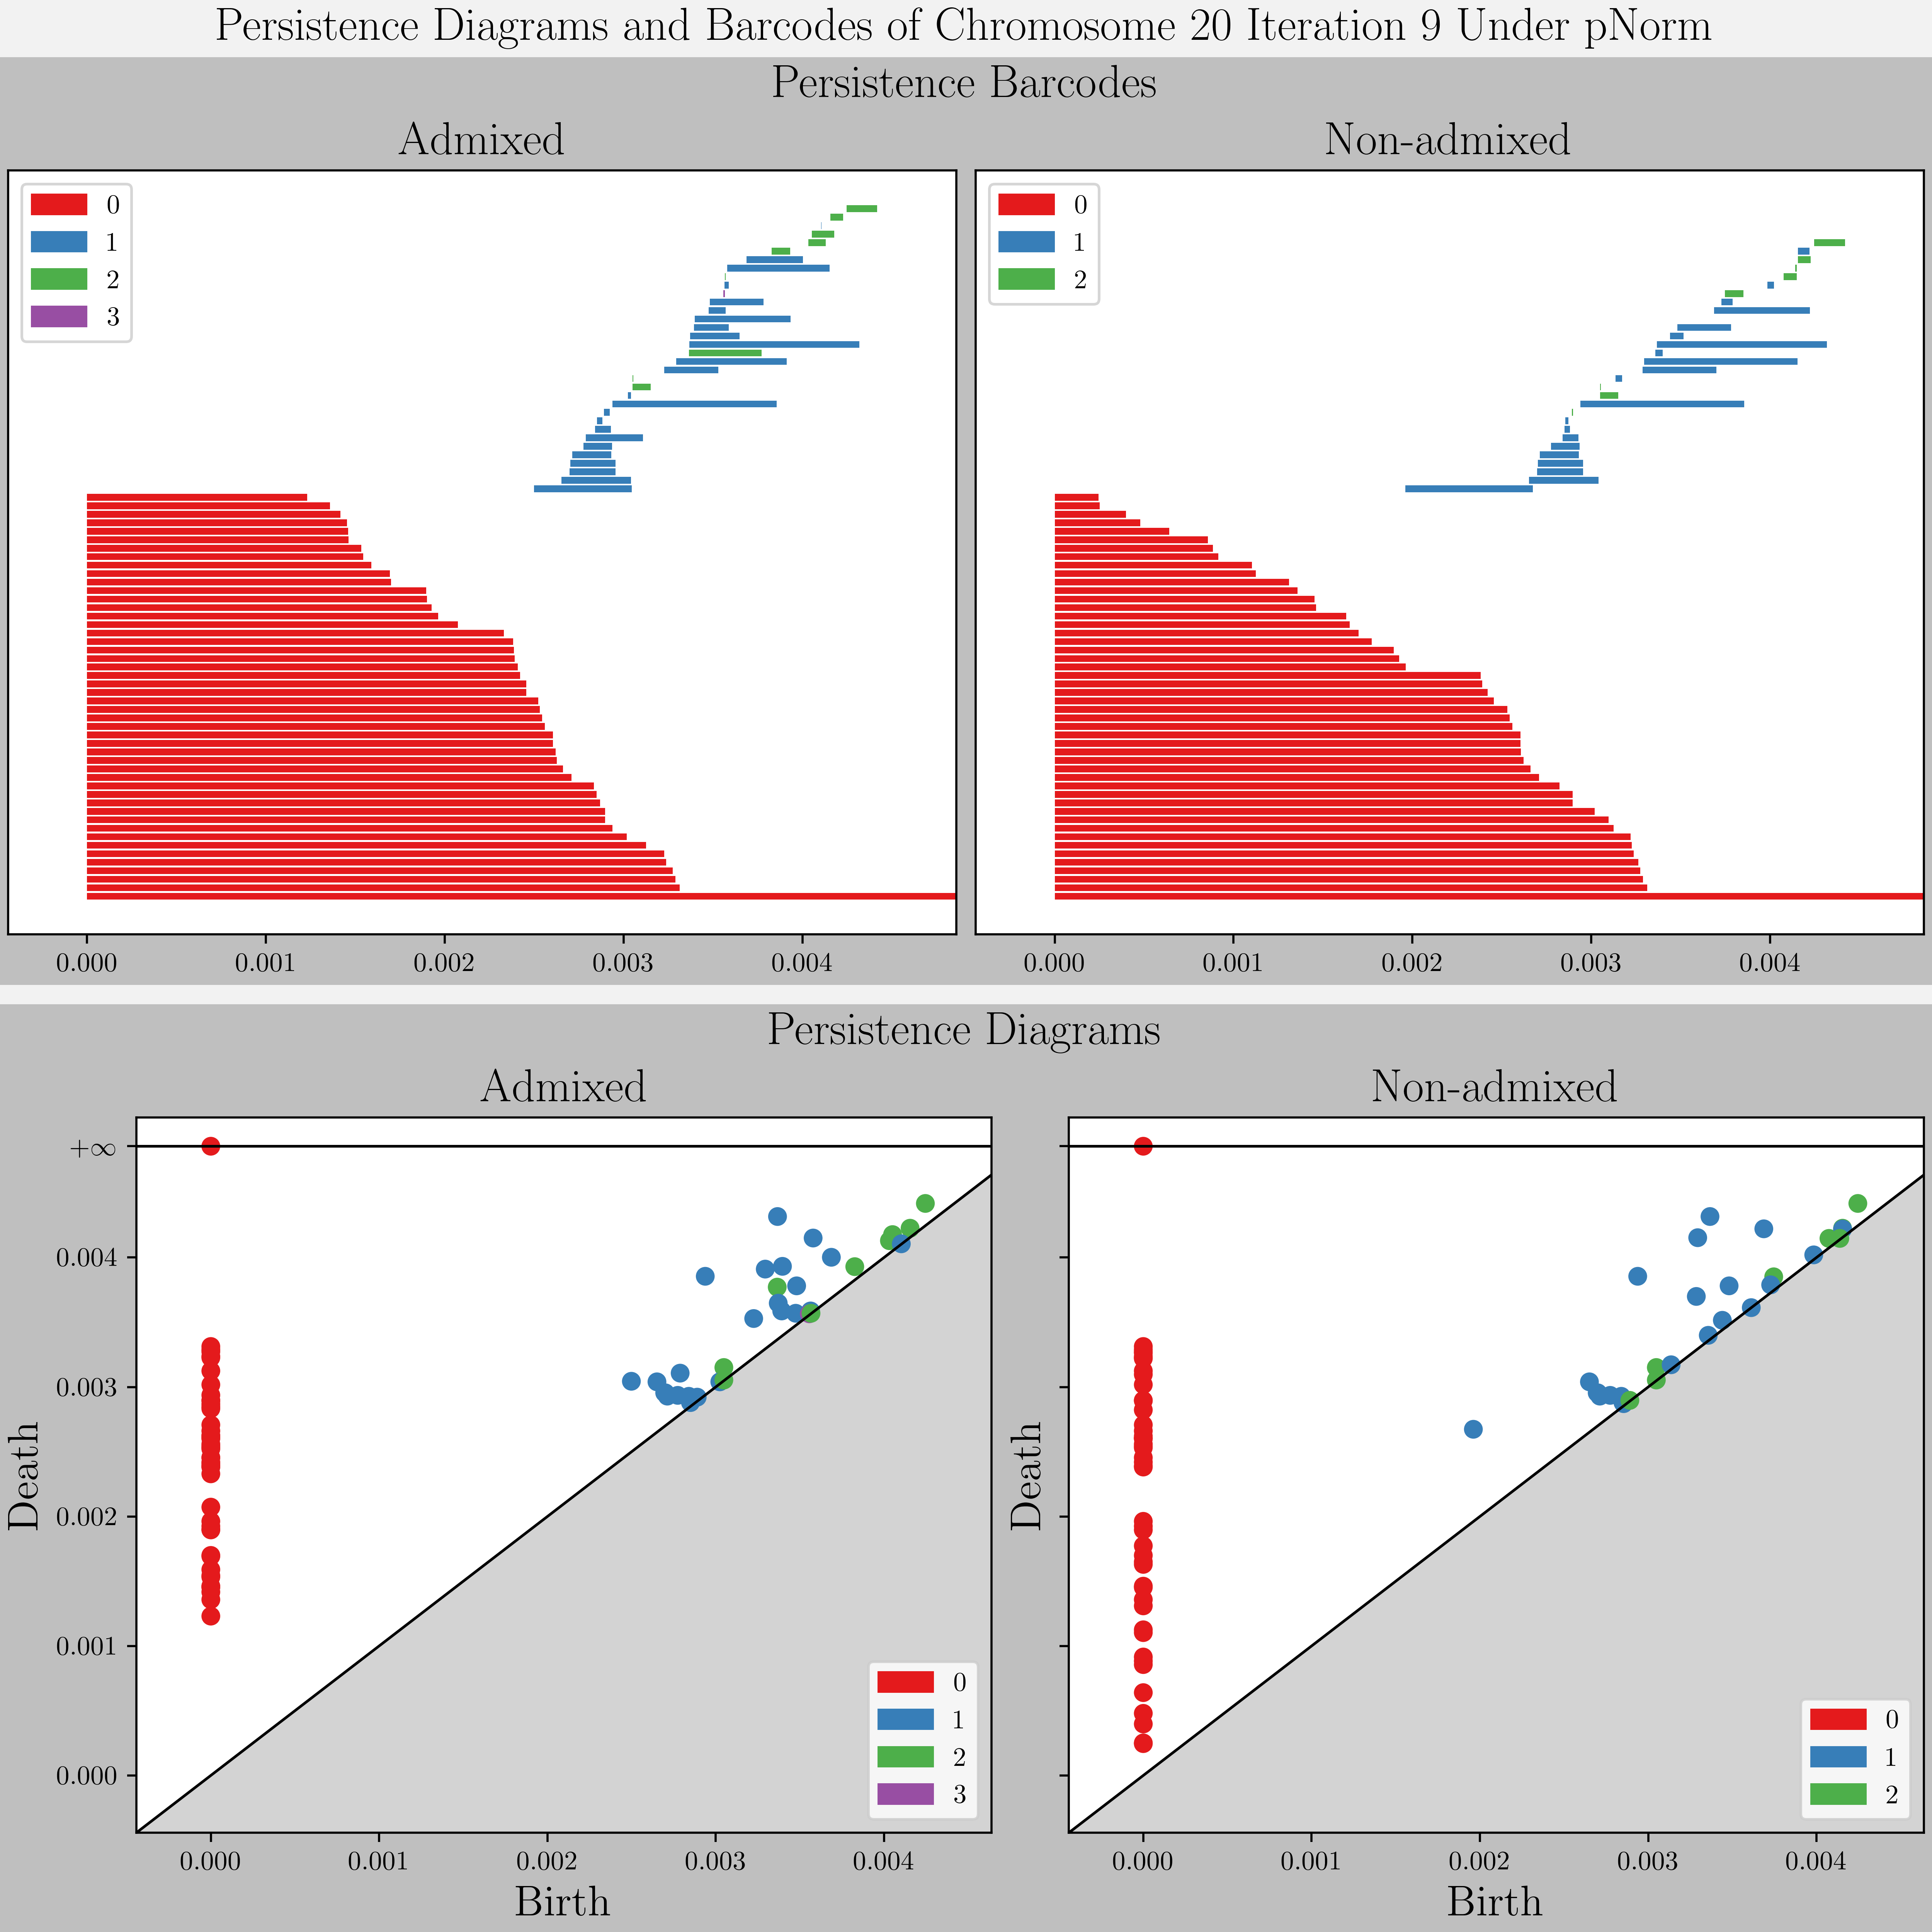 Persistence Diagrams and Barcodes of Chromosome 20 Iteration 9 Under pNorm
Persistence Barcodes
Admixed
Non-admixed
0
1
2
3
0
1
2
0.000 0.001 0.002 0.003 0.004
0.000 0.001 0.002 0.003 0.004
Persistence Diagrams
Admixed
Non-admixed
+∞
0.004
0.003
0.002
0.001
0.000
Death
Death
0
1
2
3
0
1
2
0.000 0.001 0.002 0.003 0.004
0.000 0.001 0.002 0.003 0.004
Birth
Birth